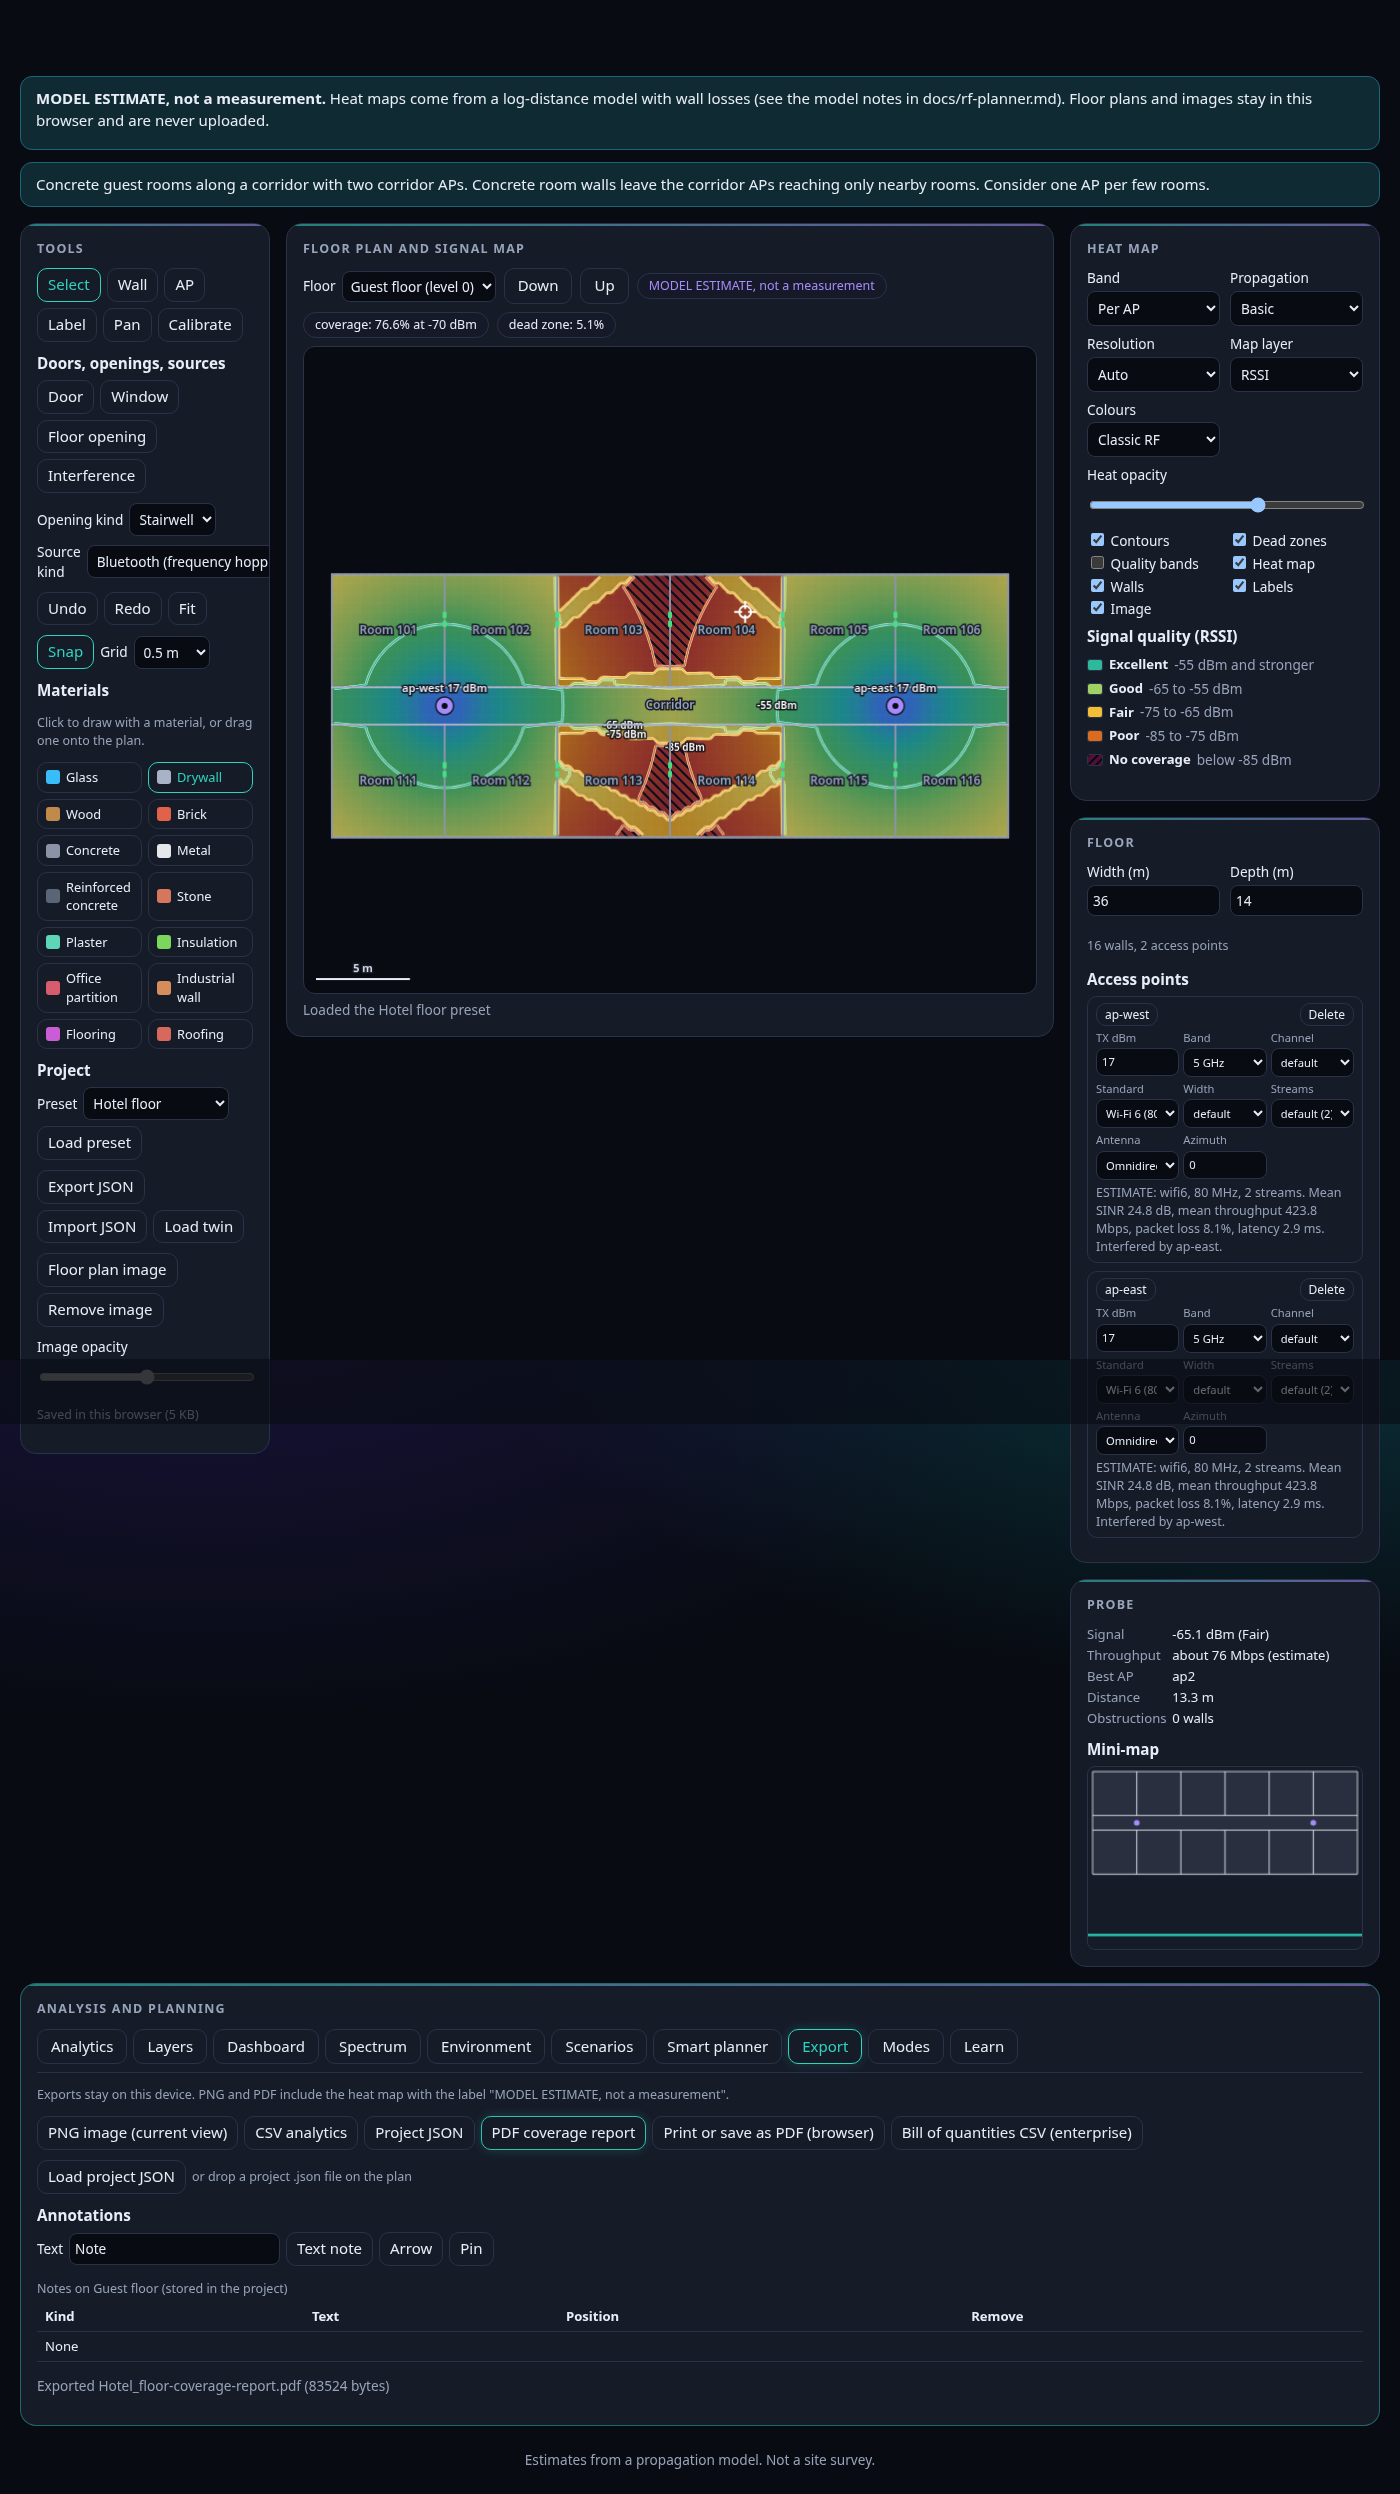 MODEL ESTIMATE, not a measurement. Heat maps come from a log-distance model with wall losses (see the model notes in docs/rf-planner.md). Floor plans and images stay in this
browser and are never uploaded.
Concrete guest rooms along a corridor with two corridor APs. Concrete room walls leave the corridor APs reaching only nearby rooms. Consider one AP per few rooms.
TOOLS
Select Wall AP
Label Pan Calibrate
Doors, openings, sources
Door Window
Floor opening
Interference
Opening kind Stairwell
Source kind Bluetooth (frequency hopp
Undo Redo Fit
Snap Grid 0.5 m
Materials
Click to draw with a material, or drag
one onto the plan.
Glass Drywall
Wood Brick
Concrete Metal
Reinforced concrete Stone
Plaster Insulation
Office partition Industrial wall
Flooring Roofing
Project
Preset Hotel floor
Load preset
Export JSON
Import JSON Load twin
Floor plan image
Remove image
Image opacity
Saved in this browser (5 KB)
FLOOR PLAN AND SIGNAL MAP
Floor Guest floor (level 0) Down Up MODEL ESTIMATE, not a measurement
coverage: 76.6% at -70 dBm dead zone: 5.1%
Room 101 Room 102 Room 103 Room 104 Room 105 Room 106
ap-west 17 dBm ap-east 17 dBm
Corridor -55 dBm
-65 dBm
-75 dBm
-85 dBm
Room 111 Room 112 Room 113 Room 114 Room 115 Room 116
5 m
Loaded the Hotel floor preset
HEAT MAP
Band Propagation
Per AP Basic
Resolution Map layer
Auto RSSI
Colours
Classic RF
Heat opacity
Contours Dead zones
Quality bands Heat map
Walls Labels
Image
Signal quality (RSSI)
Excellent -55 dBm and stronger
Good -65 to -55 dBm
Fair -75 to -65 dBm
Poor -85 to -75 dBm
No coverage below -85 dBm
FLOOR
Width (m) Depth (m)
36 14
16 walls, 2 access points
Access points
ap-west Delete
TX dBm Band Channel
17 5 GHz default
Standard Width Streams
Wi-Fi 6 (80 default default (2)
Antenna Azimuth
Omnidirec 0
ESTIMATE: wifi6, 80 MHz, 2 streams. Mean
SINR 24.8 dB, mean throughput 423.8
Mbps, packet loss 8.1%, latency 2.9 ms.
Interfered by ap-east.
ap-east Delete
TX dBm Band Channel
17 5 GHz default
Standard Width Streams
Wi-Fi 6 (80 default default (2)
Antenna Azimuth
Omnidirec 0
ESTIMATE: wifi6, 80 MHz, 2 streams. Mean
SINR 24.8 dB, mean throughput 423.8
Mbps, packet loss 8.1%, latency 2.9 ms.
Interfered by ap-west.
PROBE
Signal -65.1 dBm (Fair)
Throughput about 76 Mbps (estimate)
Best AP ap2
Distance 13.3 m
Obstructions 0 walls
Mini-map
ANALYSIS AND PLANNING
Analytics Layers Dashboard Spectrum Environment Scenarios Smart planner Export Modes Learn
Exports stay on this device. PNG and PDF include the heat map with the label "MODEL ESTIMATE, not a measurement".
PNG image (current view) CSV analytics Project JSON PDF coverage report Print or save as PDF (browser) Bill of quantities CSV (enterprise)
Load project JSON or drop a project .json file on the plan
Annotations
Text Note Text note Arrow Pin
Notes on Guest floor (stored in the project)
Kind Text Position Remove
None
Exported Hotel_floor-coverage-report.pdf (83524 bytes)
Estimates from a propagation model. Not a site survey.